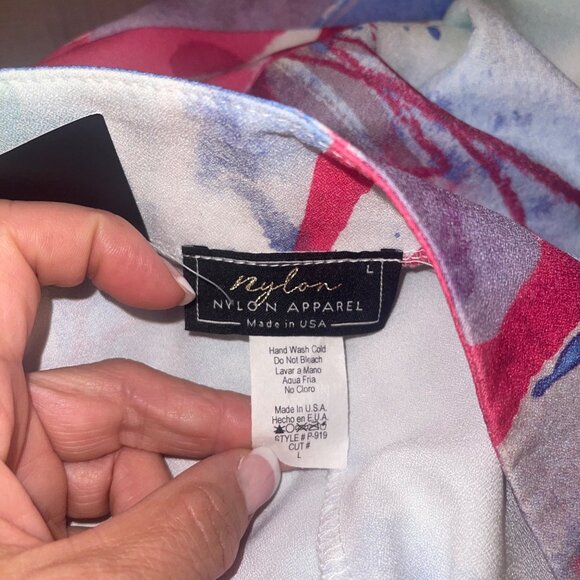 L
nylon
NYLON APPAREL
Made in USA
Hand Wash Cold
Do Not Bleach
Lavar a Mano
Aqua Fria
No Cloro
Made In U.S.A.
Hecho en E.U.A.
STYLE # P-919
CUT #
L